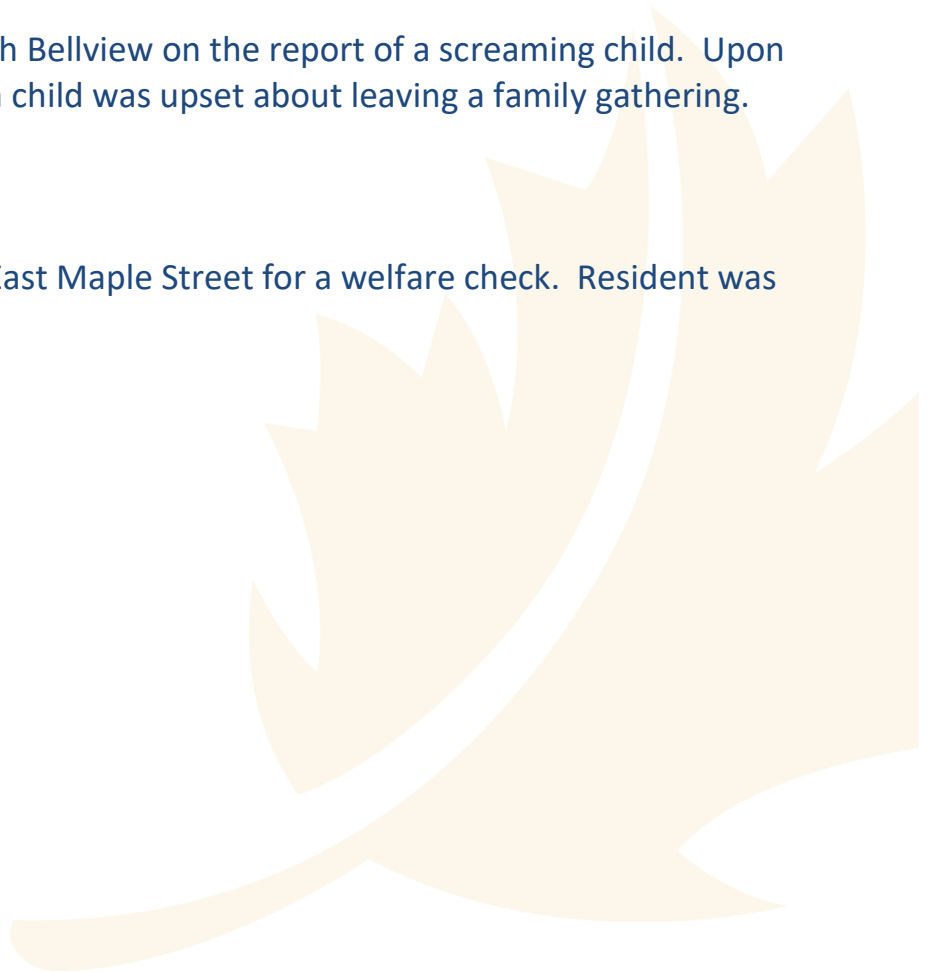 h Bellview on the report of a screaming child.  Upon
child was upset about leaving a family gathering.
East Maple Street for a welfare check.  Resident was